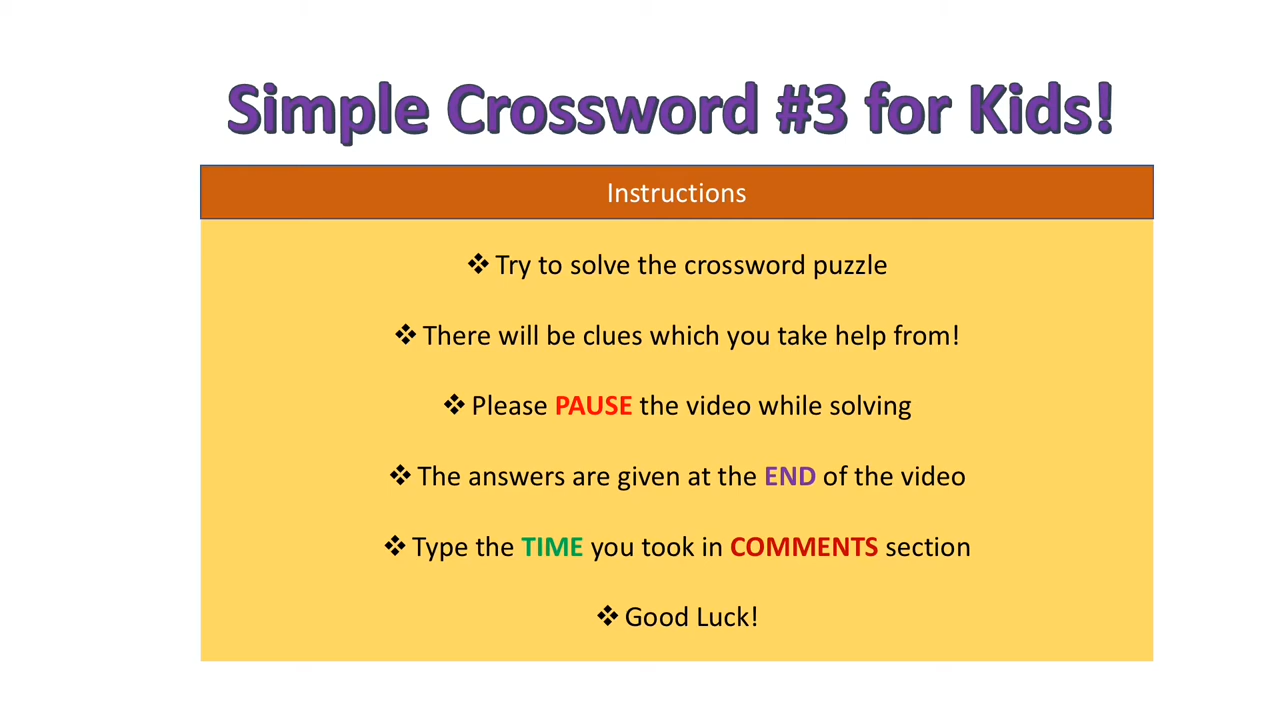 Simple Crossword #3 for Kids!
Instructions
❖ Try to solve the crossword puzzle
❖ There will be clues which you take help from!
❖ Please PAUSE the video while solving
❖ The answers are given at the END of the video
❖ Type the TIME you took in COMMENTS section
❖ Good Luck!